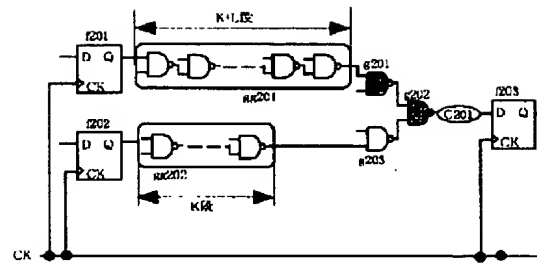 K+L段
f201
D Q
CK
gg201
g201
g202
C201
f203
D Q
CK
f202
D Q
CK
gg202
g203
K段
CK